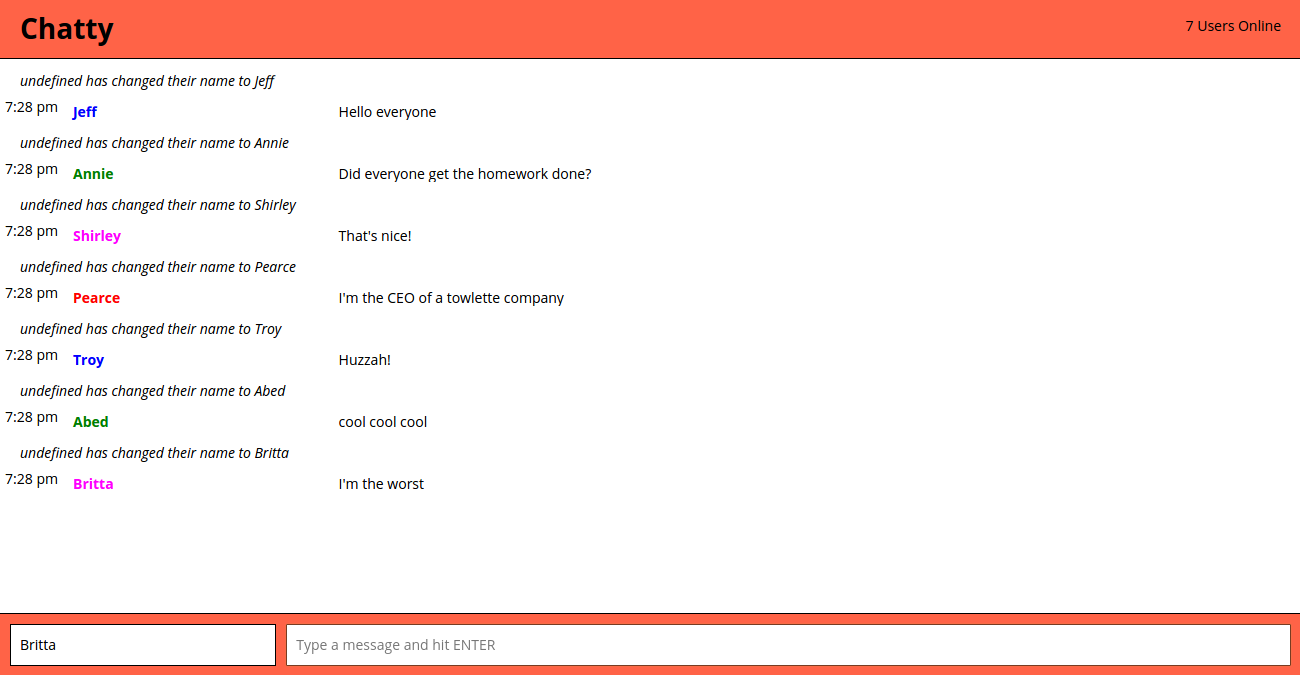 Chatty
7 Users Online
undefined has changed their name to Jeff
7:28 pm Jeff Hello everyone
undefined has changed their name to Annie
7:28 pm Annie Did everyone get the homework done?
undefined has changed their name to Shirley
7:28 pm Shirley That's nice!
undefined has changed their name to Pearce
7:28 pm Pearce I'm the CEO of a towlette company
undefined has changed their name to Troy
7:28 pm Troy Huzzah!
undefined has changed their name to Abed
7:28 pm Abed cool cool cool
undefined has changed their name to Britta
7:28 pm Britta I'm the worst
Britta Type a message and hit ENTER